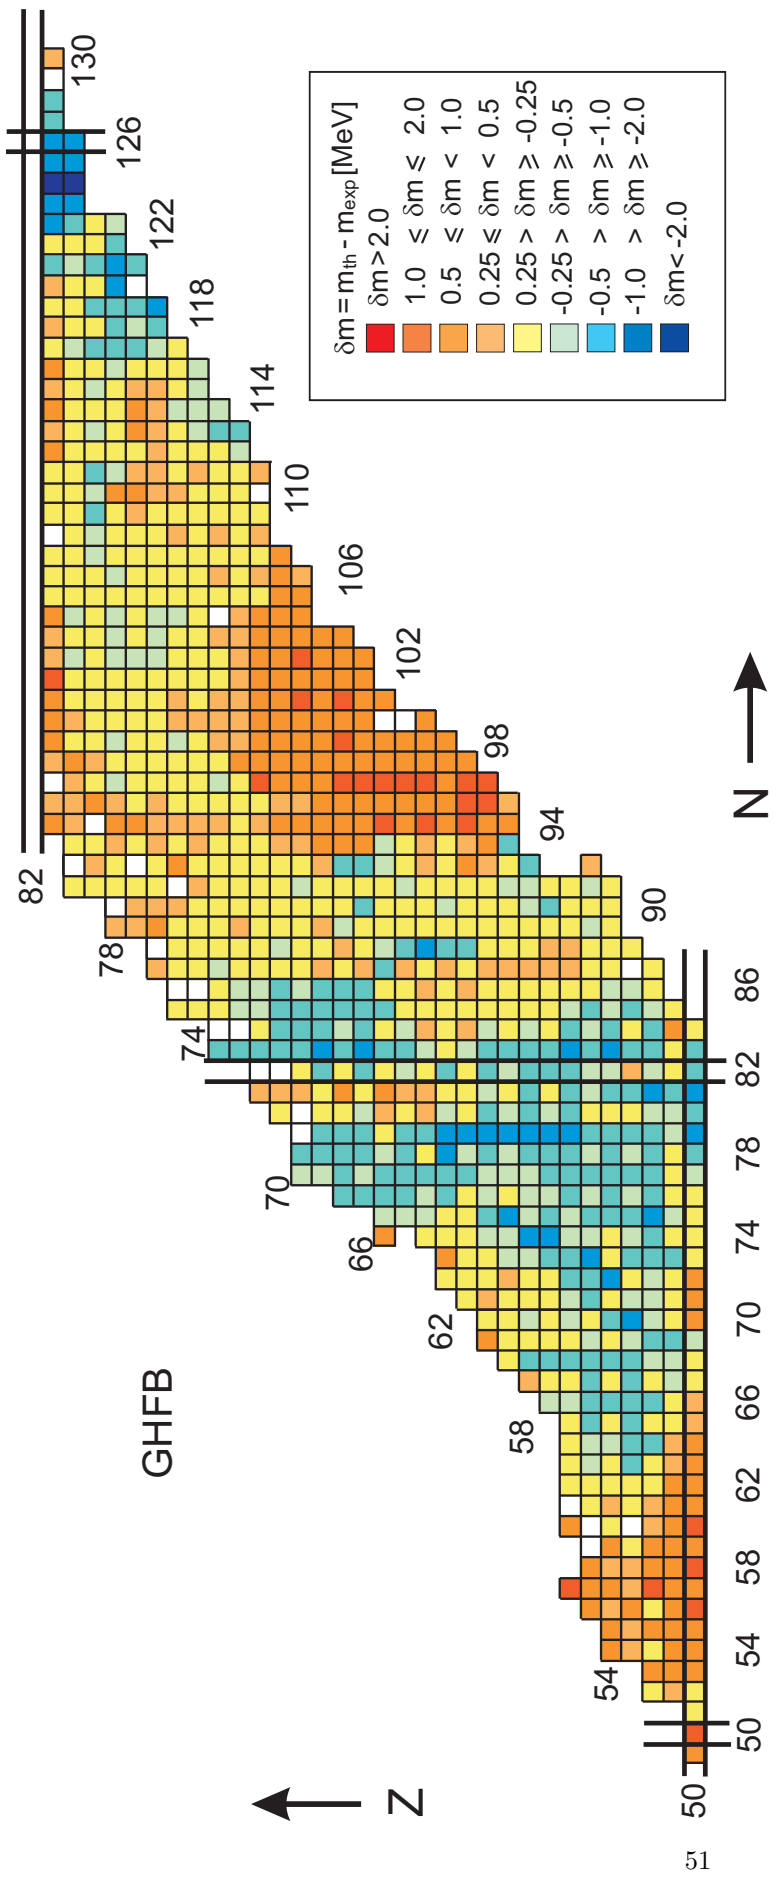 GHFB
δm = m_th - m_exp [MeV]
δm > 2.0
1.0 ≤ δm ≤ 2.0
0.5 ≤ δm < 1.0
0.25 ≤ δm < 0.5
0.25 > δm ≥ -0.25
-0.25 > δm ≥ -0.5
-0.5 > δm ≥ -1.0
-1.0 > δm ≥ -2.0
δm < -2.0
82
78
74
70
66
62
58
54
50
Z
N
50
54
58
62
66
70
74
78
82
86
90
94
98
102
106
110
114
118
122
126
130
51